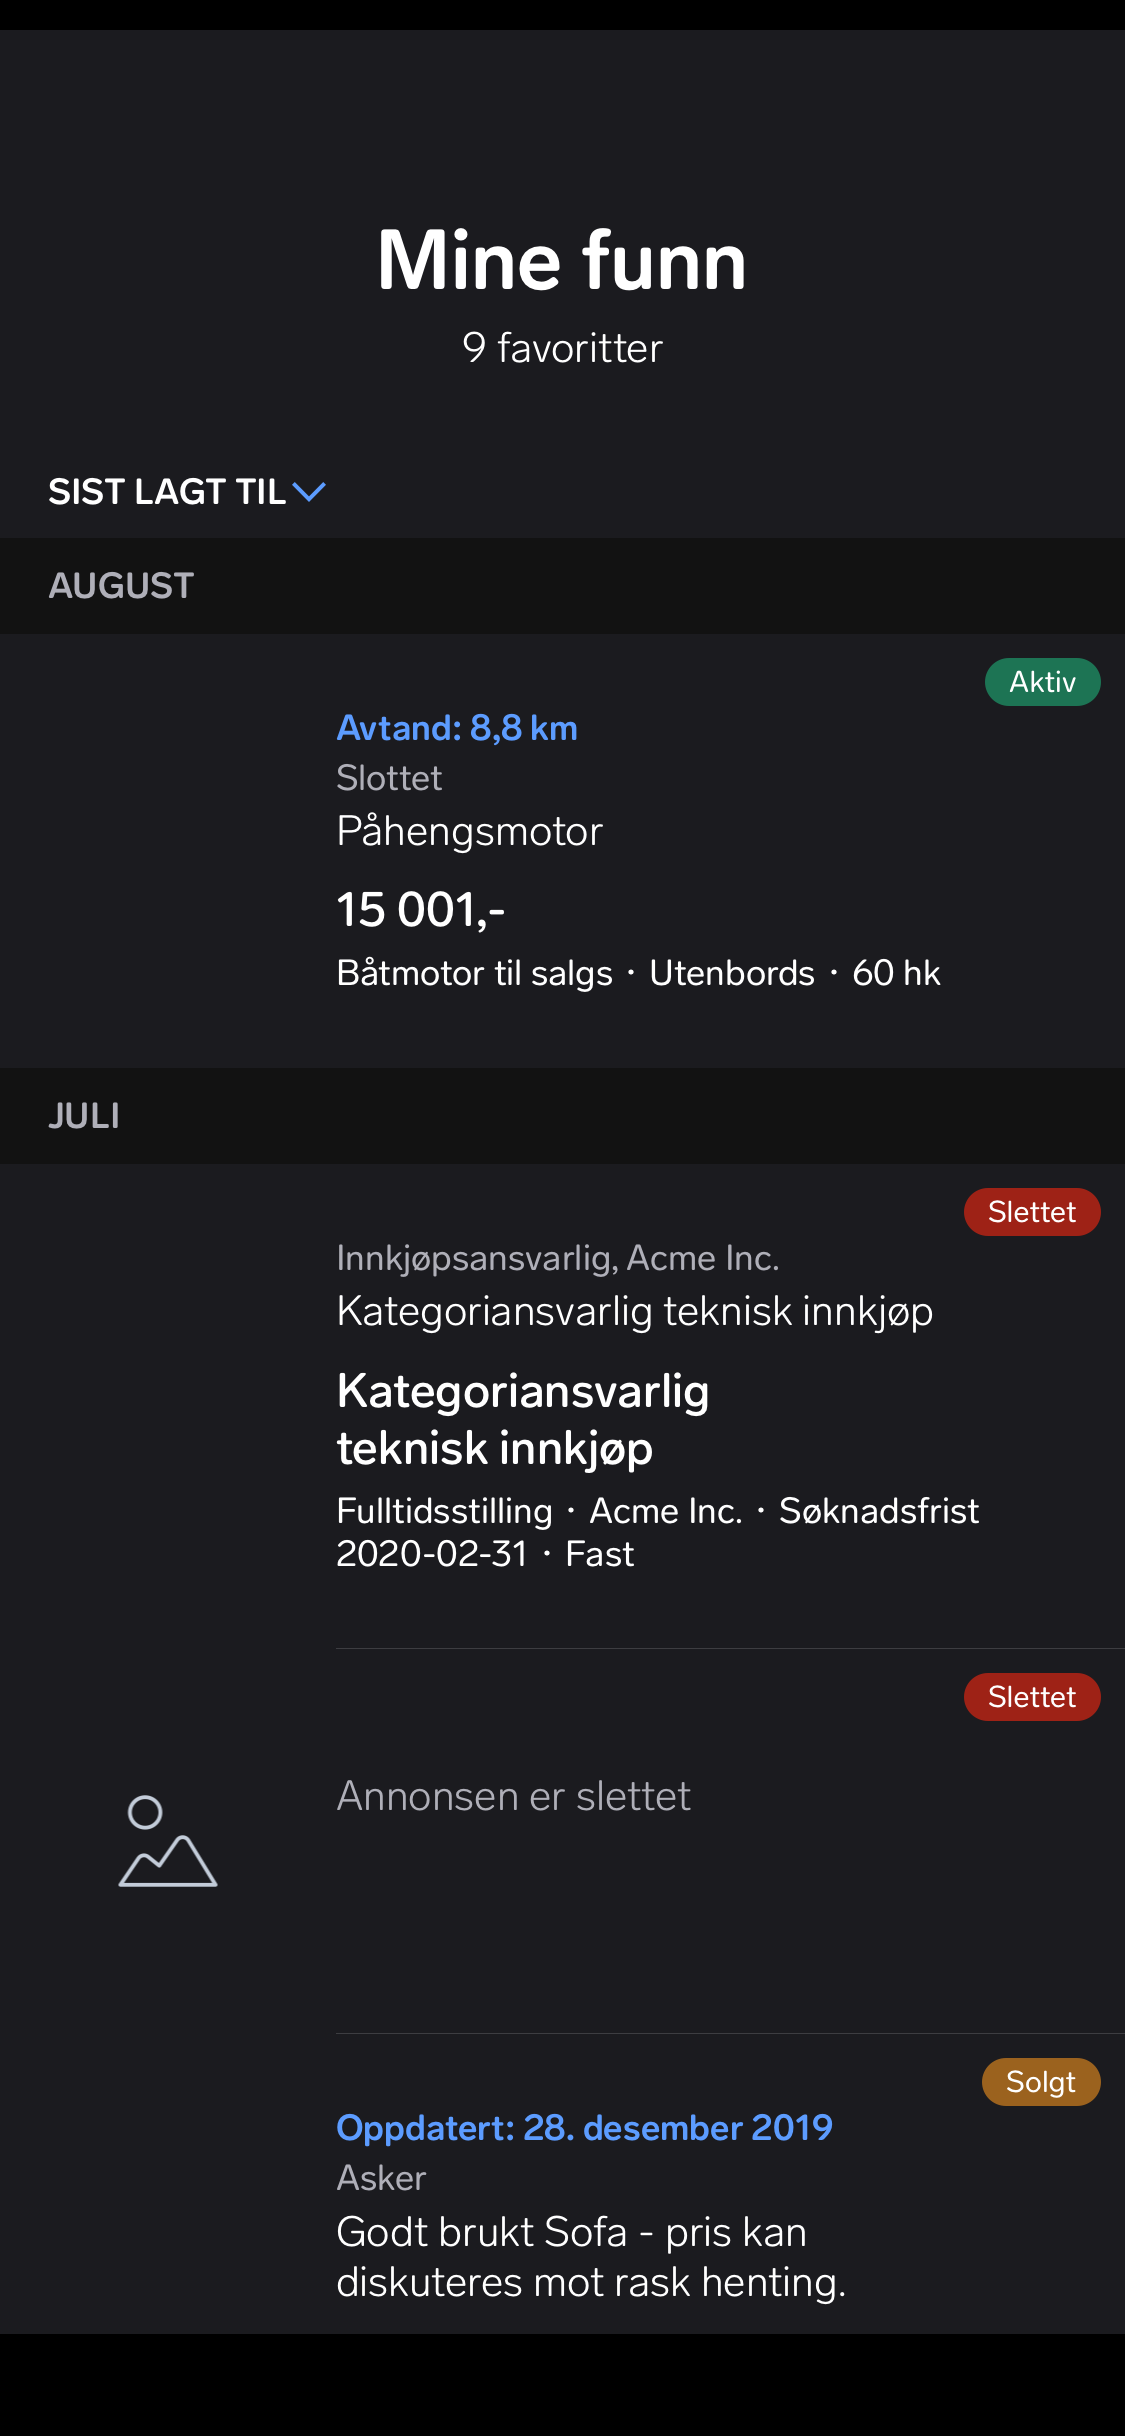 Mine funn
9 favoritter
SIST LAGT TIL
AUGUST
Aktiv
Avtand: 8,8 km
Slottet
Påhengsmotor
15 001,-
Båtmotor til salgs · Utenbords · 60 hk
JULI
Slettet
Innkjøpsansvarlig, Acme Inc.
Kategoriansvarlig teknisk innkjøp
Kategoriansvarlig
teknisk innkjøp
Fulltidsstilling · Acme Inc. · Søknadsfrist
2020-02-31 · Fast
Slettet
Annonsen er slettet
Solgt
Oppdatert: 28. desember 2019
Asker
Godt brukt Sofa - pris kan
diskuteres mot rask henting.